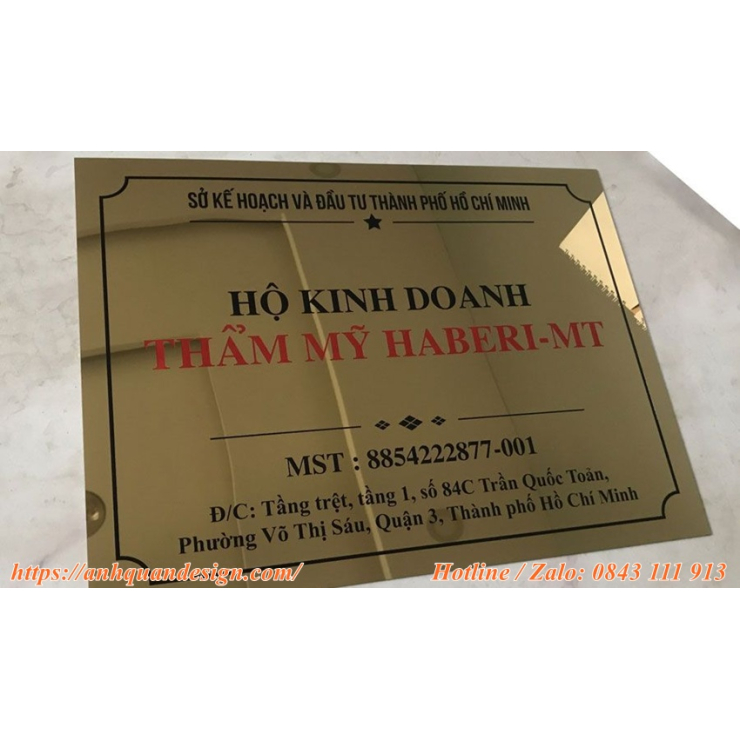 SỞ KẾ HOẠCH VÀ ĐẦU TƯ THÀNH PHỐ HỒ CHÍ MINH
HỘ KINH DOANH
THẨM MỸ HABERI-MT
MST : 8854222877-001
Đ/C: Tầng trệt, tầng 1, số 84C Trần Quốc Toản,
Phường Võ Thị Sáu, Quận 3, Thành phố Hồ Chí Minh
https://anhquandesign.com/ Hotline / Zalo: 0843 111 913